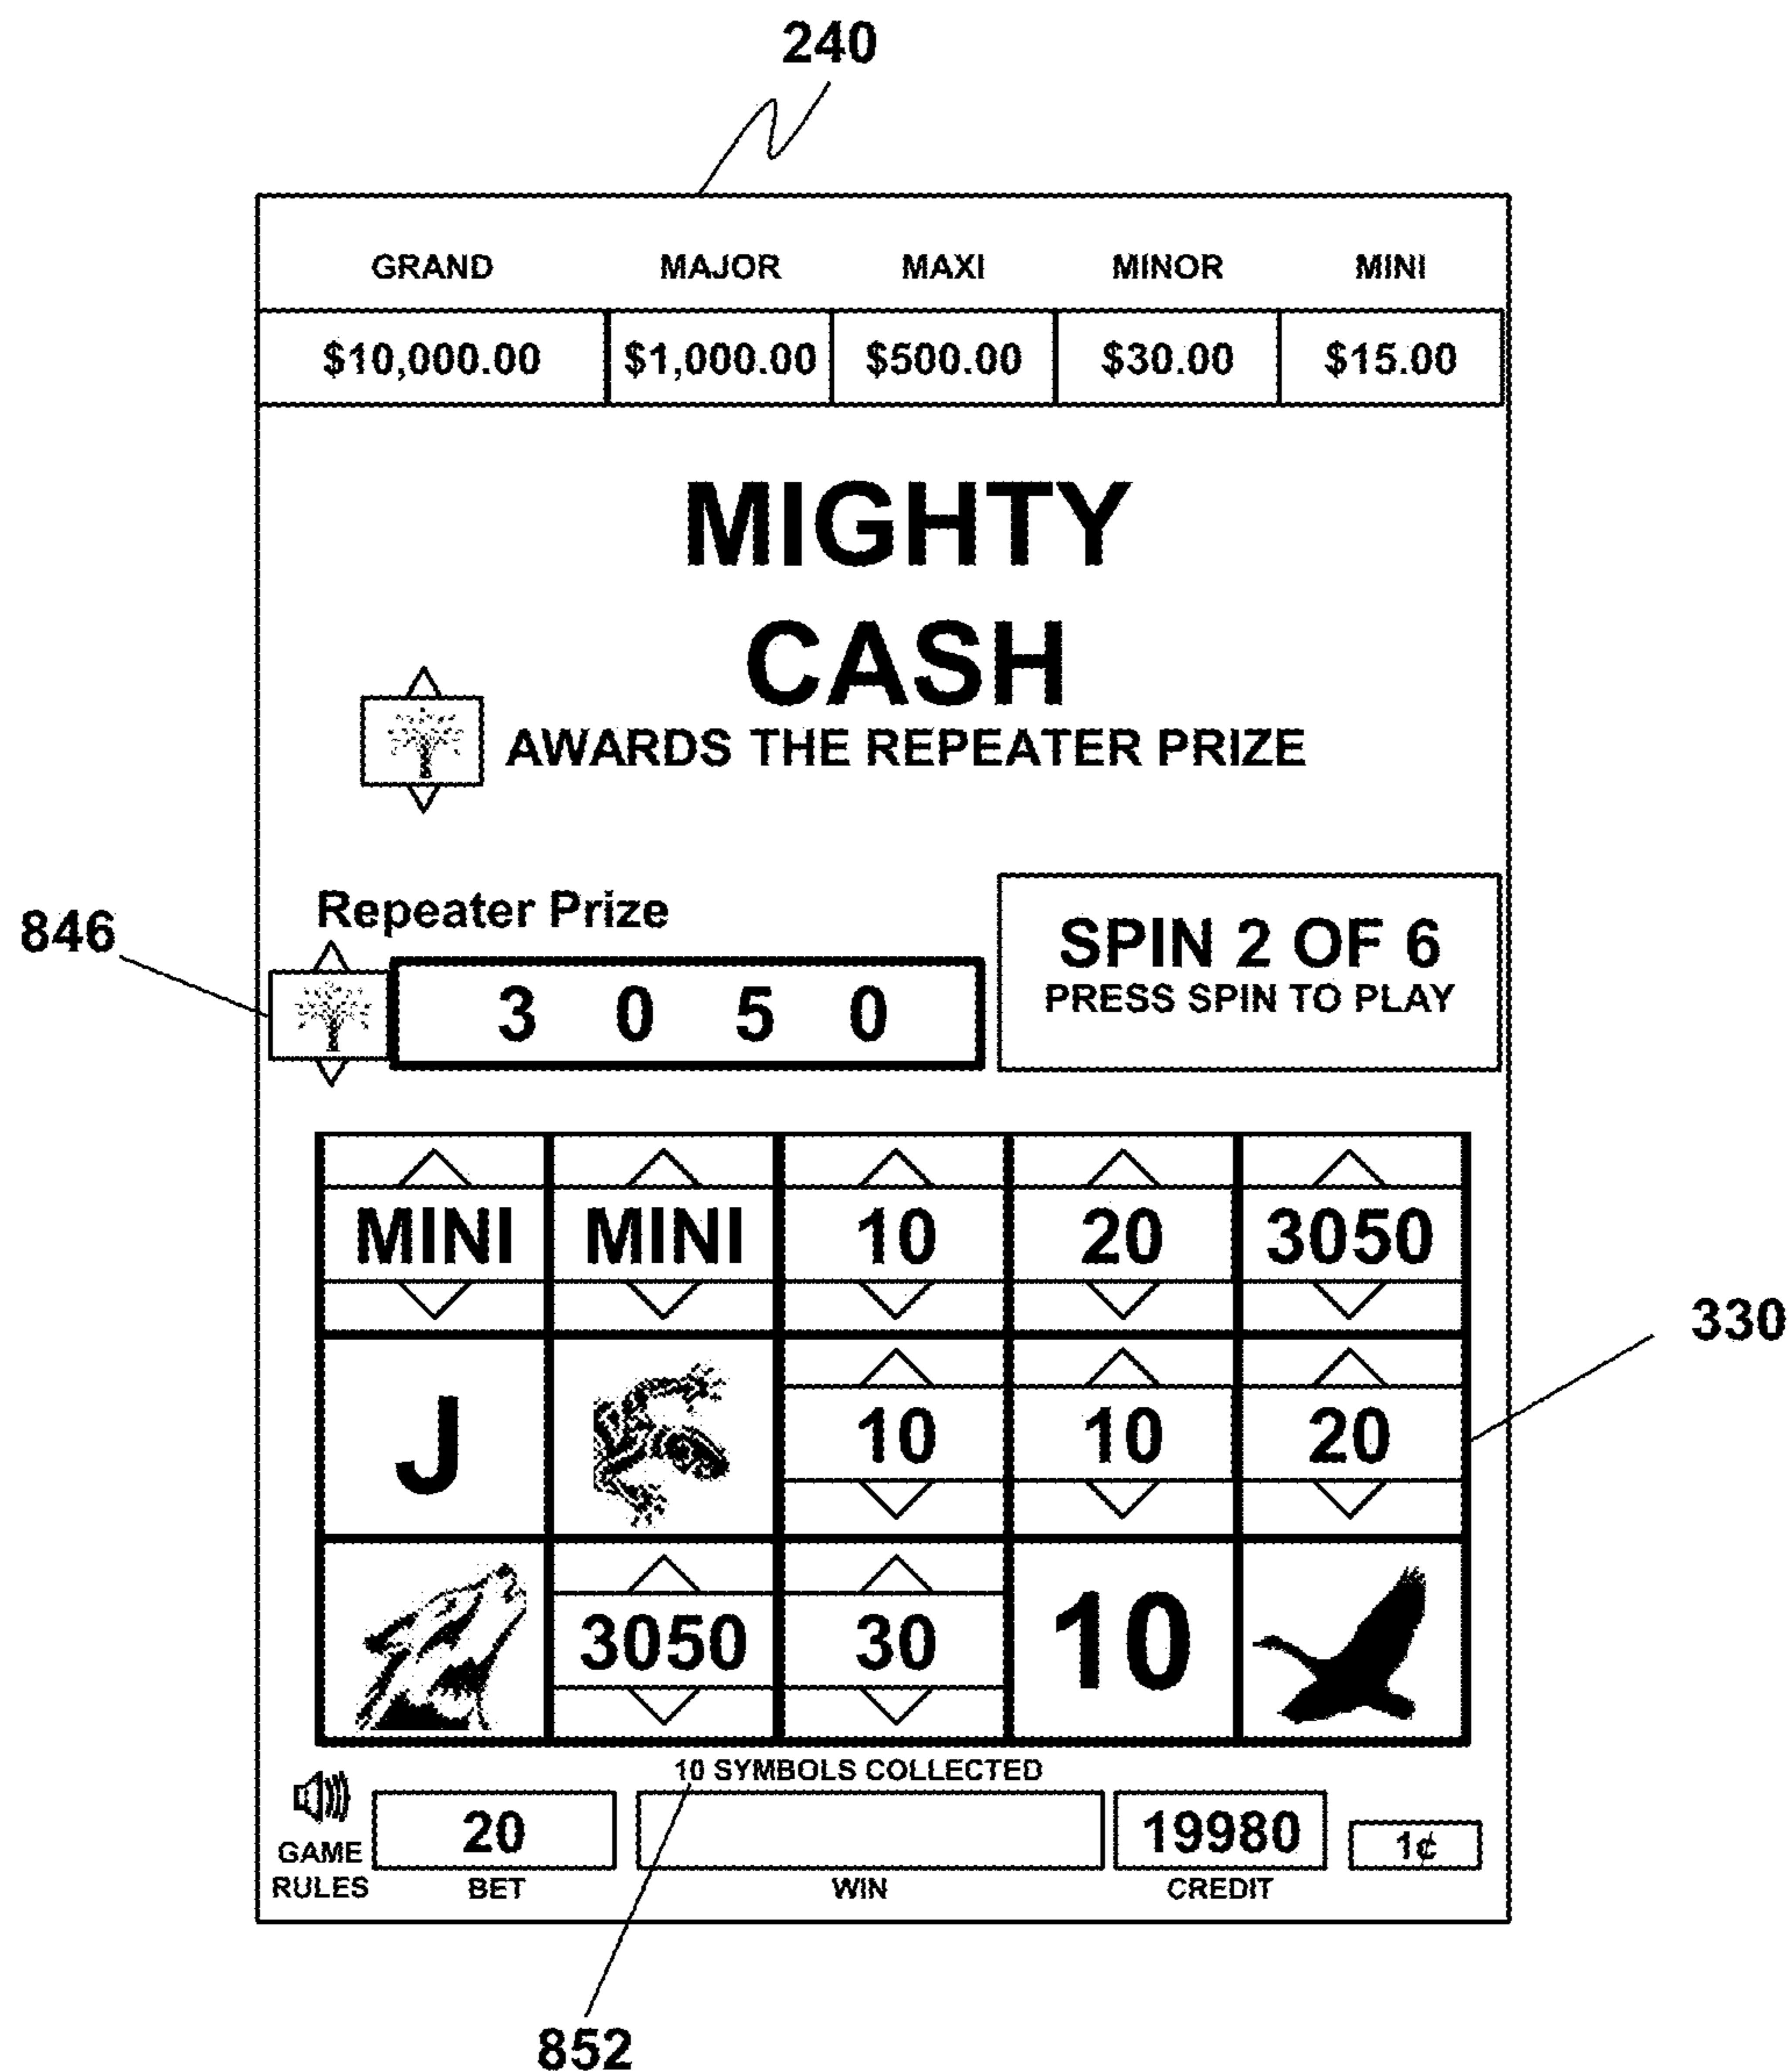 240
GRAND MAJOR MAXI MINOR MINI
$10,000.00 $1,000.00 $500.00 $30.00 $15.00
MIGHTY
CASH
AWARDS THE REPEATER PRIZE
Repeater Prize
846
3 0 5 0
SPIN 2 OF 6
PRESS SPIN TO PLAY
MINI MINI 10 20 3050
330
J 10 10 20
3050 30 10
10 SYMBOLS COLLECTED
20 19980 1¢
GAME
RULES BET WIN CREDIT
852